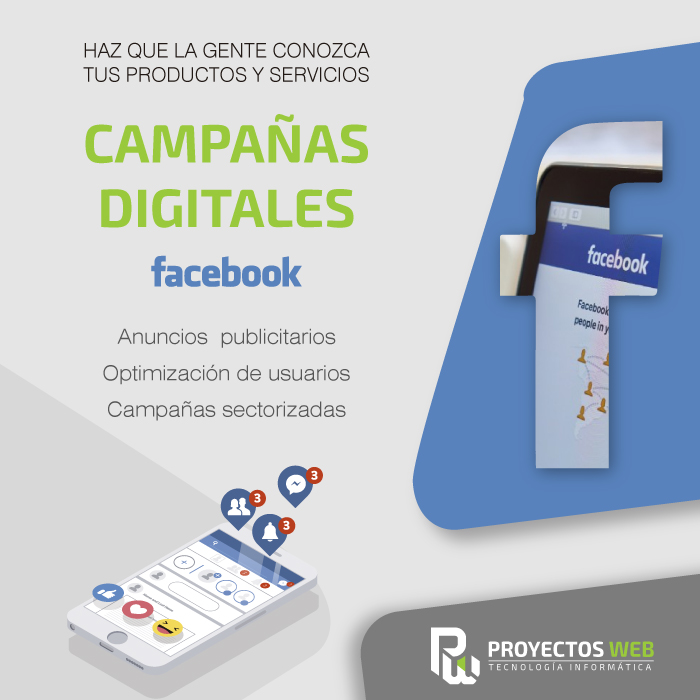 HAZ QUE LA GENTE CONOZCA
TUS PRODUCTOS Y SERVICIOS
CAMPAÑAS
DIGITALES
facebook
Anuncios publicitarios
Optimización de usuarios
Campañas sectorizadas
facebook
Facebook
people in y
3
3
3
PROYECTOS WEB
TECNOLOGÍA INFORMÁTICA